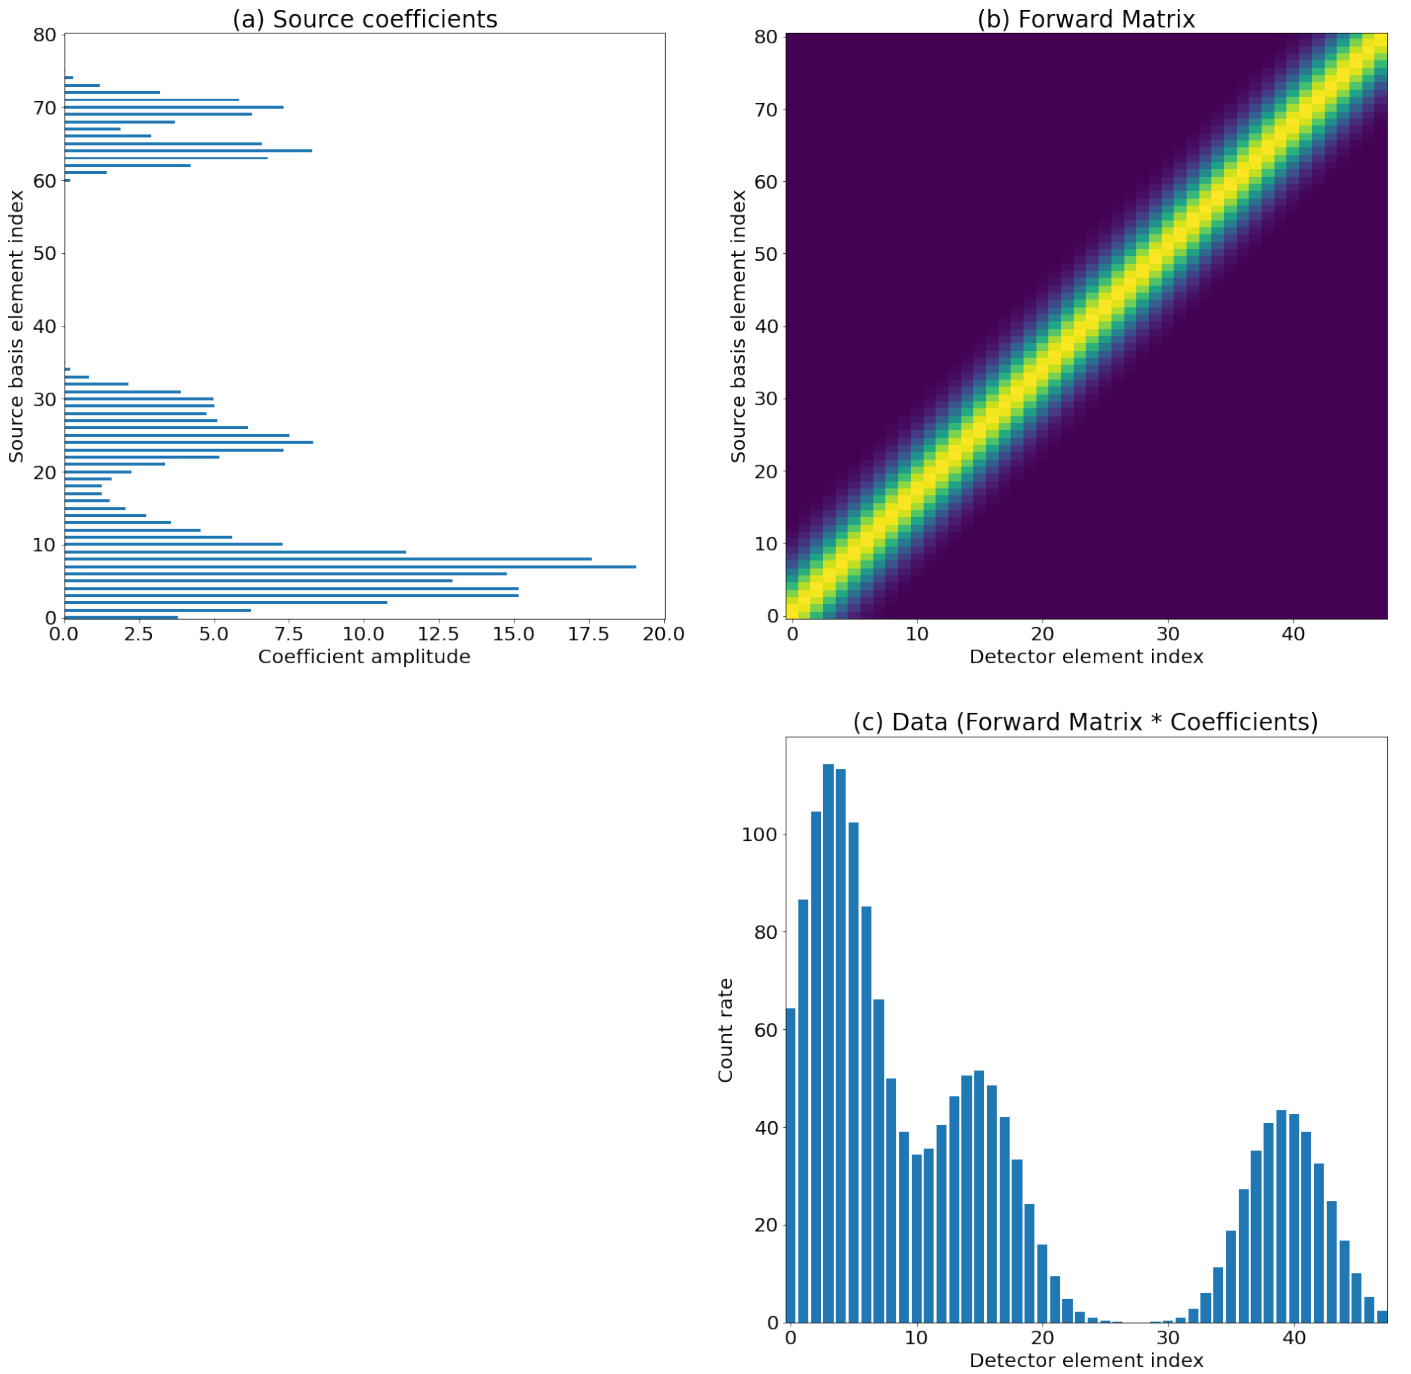 (a) Source coefficients
80
70
60
50
40
30
20
10
0
Source basis element index
0.0 2.5 5.0 7.5 10.0 12.5 15.0 17.5 20.0
Coefficient amplitude
(b) Forward Matrix
80
70
60
50
40
30
20
10
0
Source basis element index
0 10 20 30 40
Detector element index
(c) Data (Forward Matrix * Coefficients)
100
80
60
40
20
0
Count rate
0 10 20 30 40
Detector element index